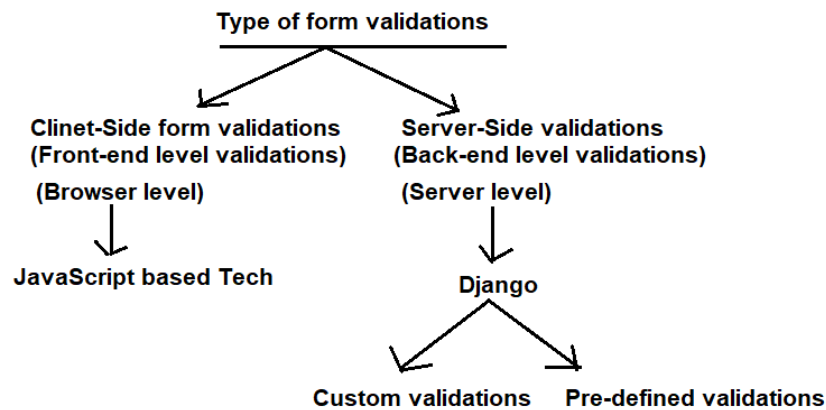 Type of form validations
Clinet-Side form validations
(Front-end level validations)
(Browser level)
JavaScript based Tech
Server-Side validations
(Back-end level validations)
(Server level)
Django
Custom validations
Pre-defined validations